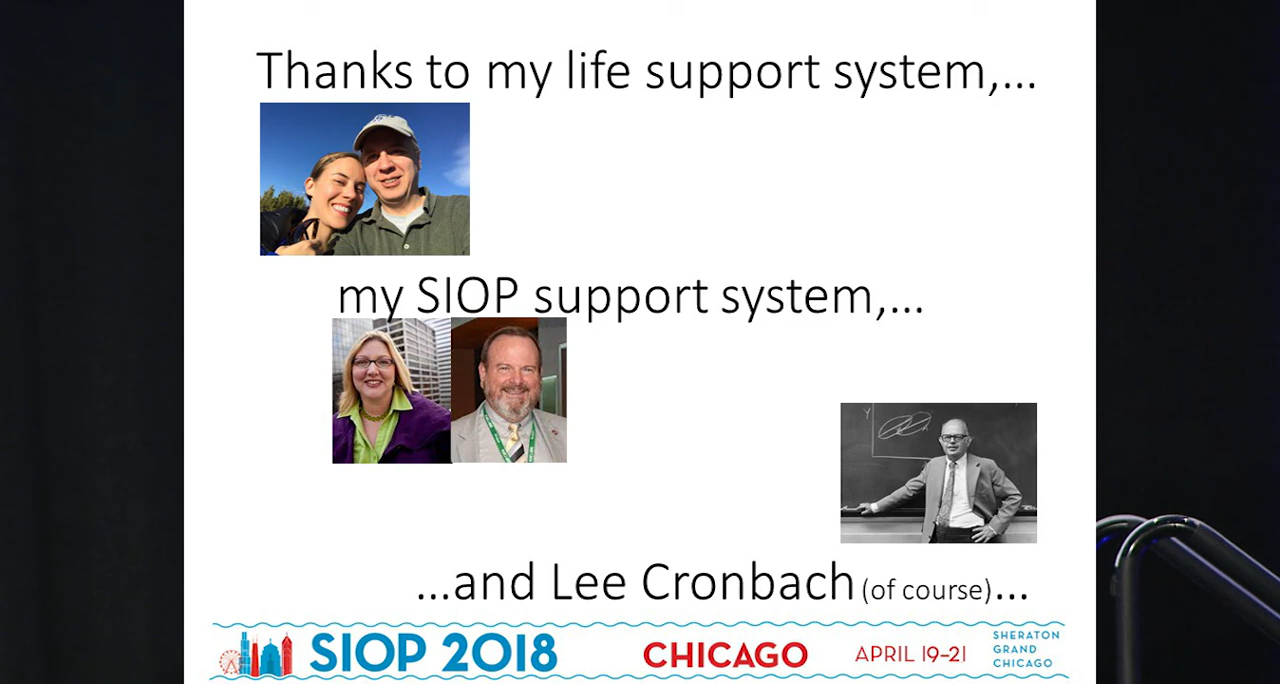 Thanks to my life support system,...
my SIOP support system,...
Y
...and Lee Cronbach (of course)...
SIOP 2018
CHICAGO
APRIL 19–21
SHERATON
GRAND
CHICAGO